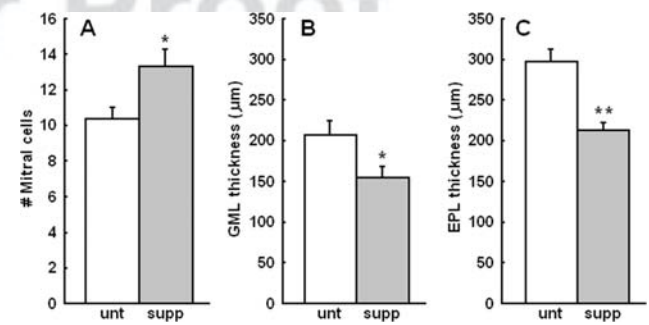 r Proof
A
B
C
# Mitral cells
16
14
12
10
8
6
4
2
0
*
unt supp
GML thickness (µm)
350
300
250
200
150
100
50
0
*
unt supp
EPL thickness (µm)
350
300
250
200
150
100
50
0
**
unt supp